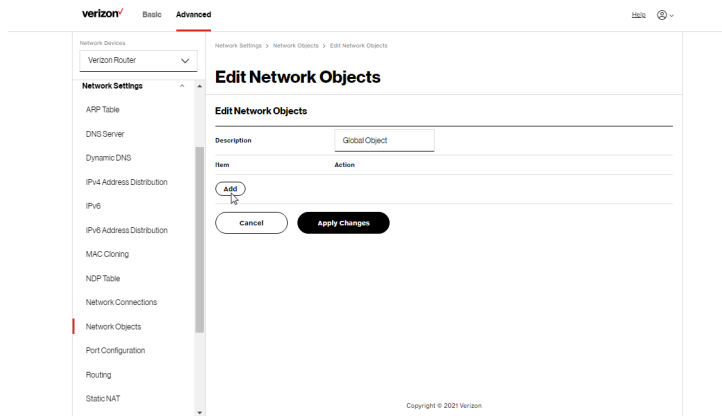 verizon Basic Advanced Help
Network Devices
Verizon Router
Network Settings
ARP Table
DNS Server
Dynamic DNS
IPv4 Address Distribution
IPv6
IPv6 Address Distribution
MAC Cloning
NDP Table
Network Connections
Network Objects
Port Configuration
Routing
Static NAT
Network Settings > Network Objects > Edit Network Objects
Edit Network Objects
Edit Network Objects
Description Global Object
Item Action
Add
Cancel Apply Changes
Copyright © 2021 Verizon